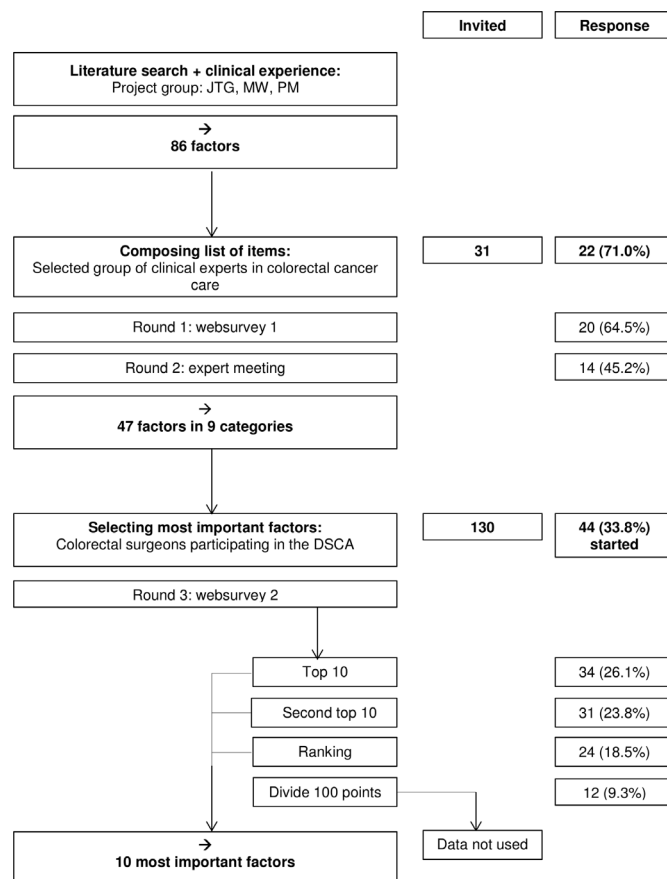 Invited Response
Literature search + clinical experience:
Project group: JTG, MW, PM
→
86 factors
Composing list of items: 31 22 (71.0%)
Selected group of clinical experts in colorectal cancer
care
Round 1: websurvey 1 20 (64.5%)
Round 2: expert meeting 14 (45.2%)
→
47 factors in 9 categories
Selecting most important factors: 130 44 (33.8%)
Colorectal surgeons participating in the DSCA started
Round 3: websurvey 2
Top 10 34 (26.1%)
Second top 10 31 (23.8%)
Ranking 24 (18.5%)
Divide 100 points 12 (9.3%)
→ Data not used
10 most important factors